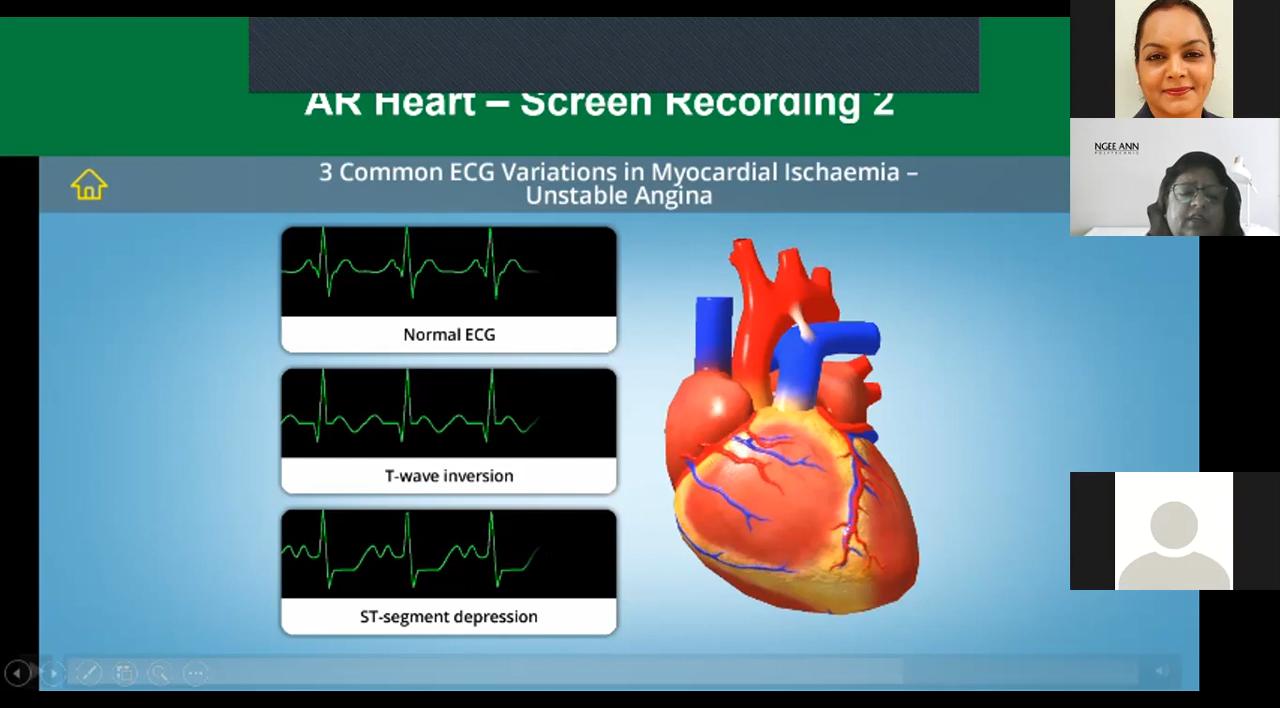 AR Heart – Screen Recording 2
3 Common ECG Variations in Myocardial Ischaemia –
Unstable Angina
NGEE ANN
POLYTECHNIC
Normal ECG
T-wave inversion
ST-segment depression